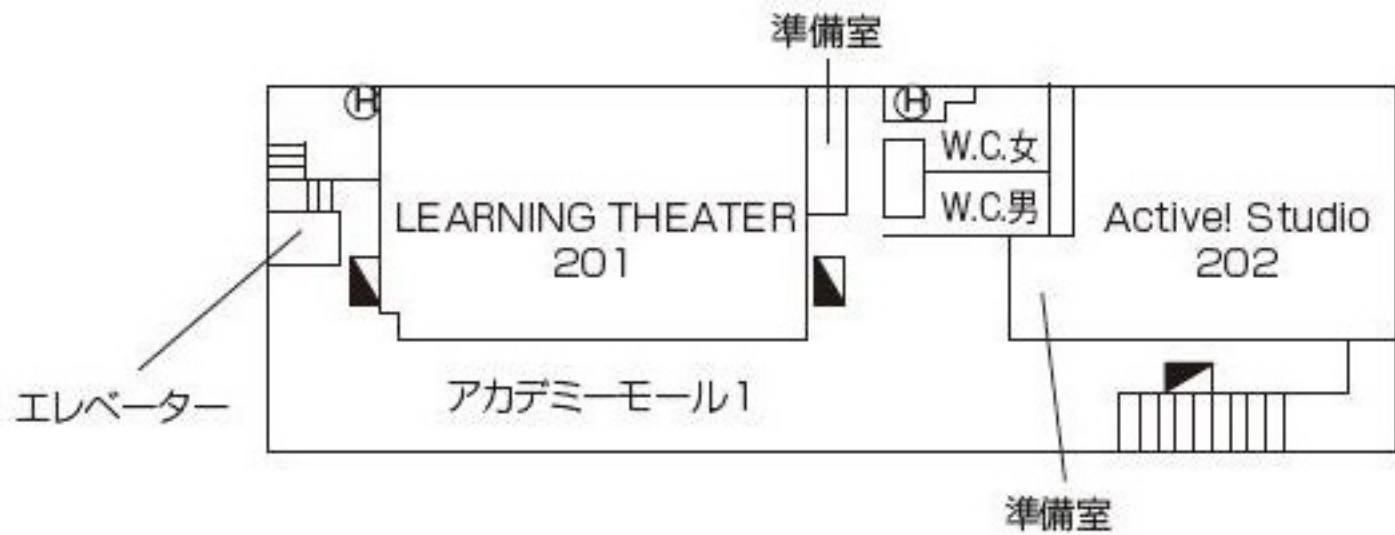 準備室
H
H
W.C.女
W.C.男
LEARNING THEATER
201
Active! Studio
202
エレベーター
アカデミーモール1
準備室